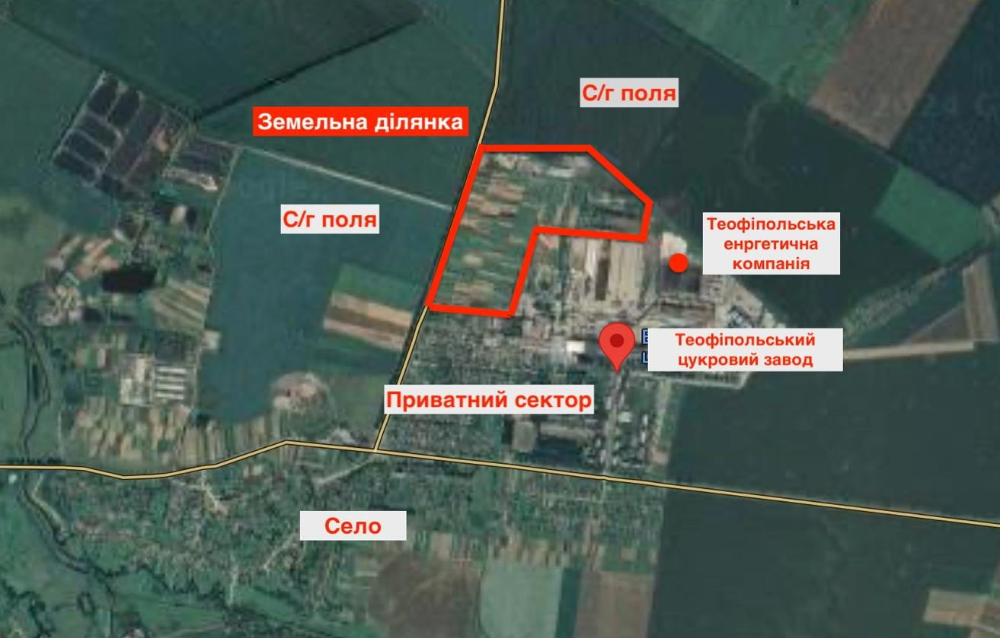 С/г поля
Земельна ділянка
С/г поля
Теофіпольська
енргетична
компанія
Теофіпольський
цукровий завод
Приватний сектор
Село